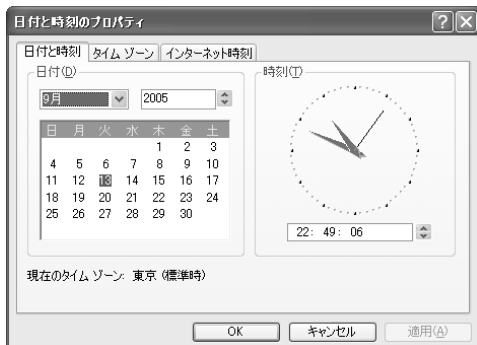 日付と時刻のプロパティ
日付と時刻 タイム ゾーン インターネット時刻
日付(D)
9月 2005
日 月 火 水 木 金 土
1 2 3
4 5 6 7 8 9 10
11 12 13 14 15 16 17
18 19 20 21 22 23 24
25 26 27 28 29 30
時刻(T)
22: 49: 06
現在のタイム ゾーン: 東京 (標準時)
OK キャンセル 適用(A)